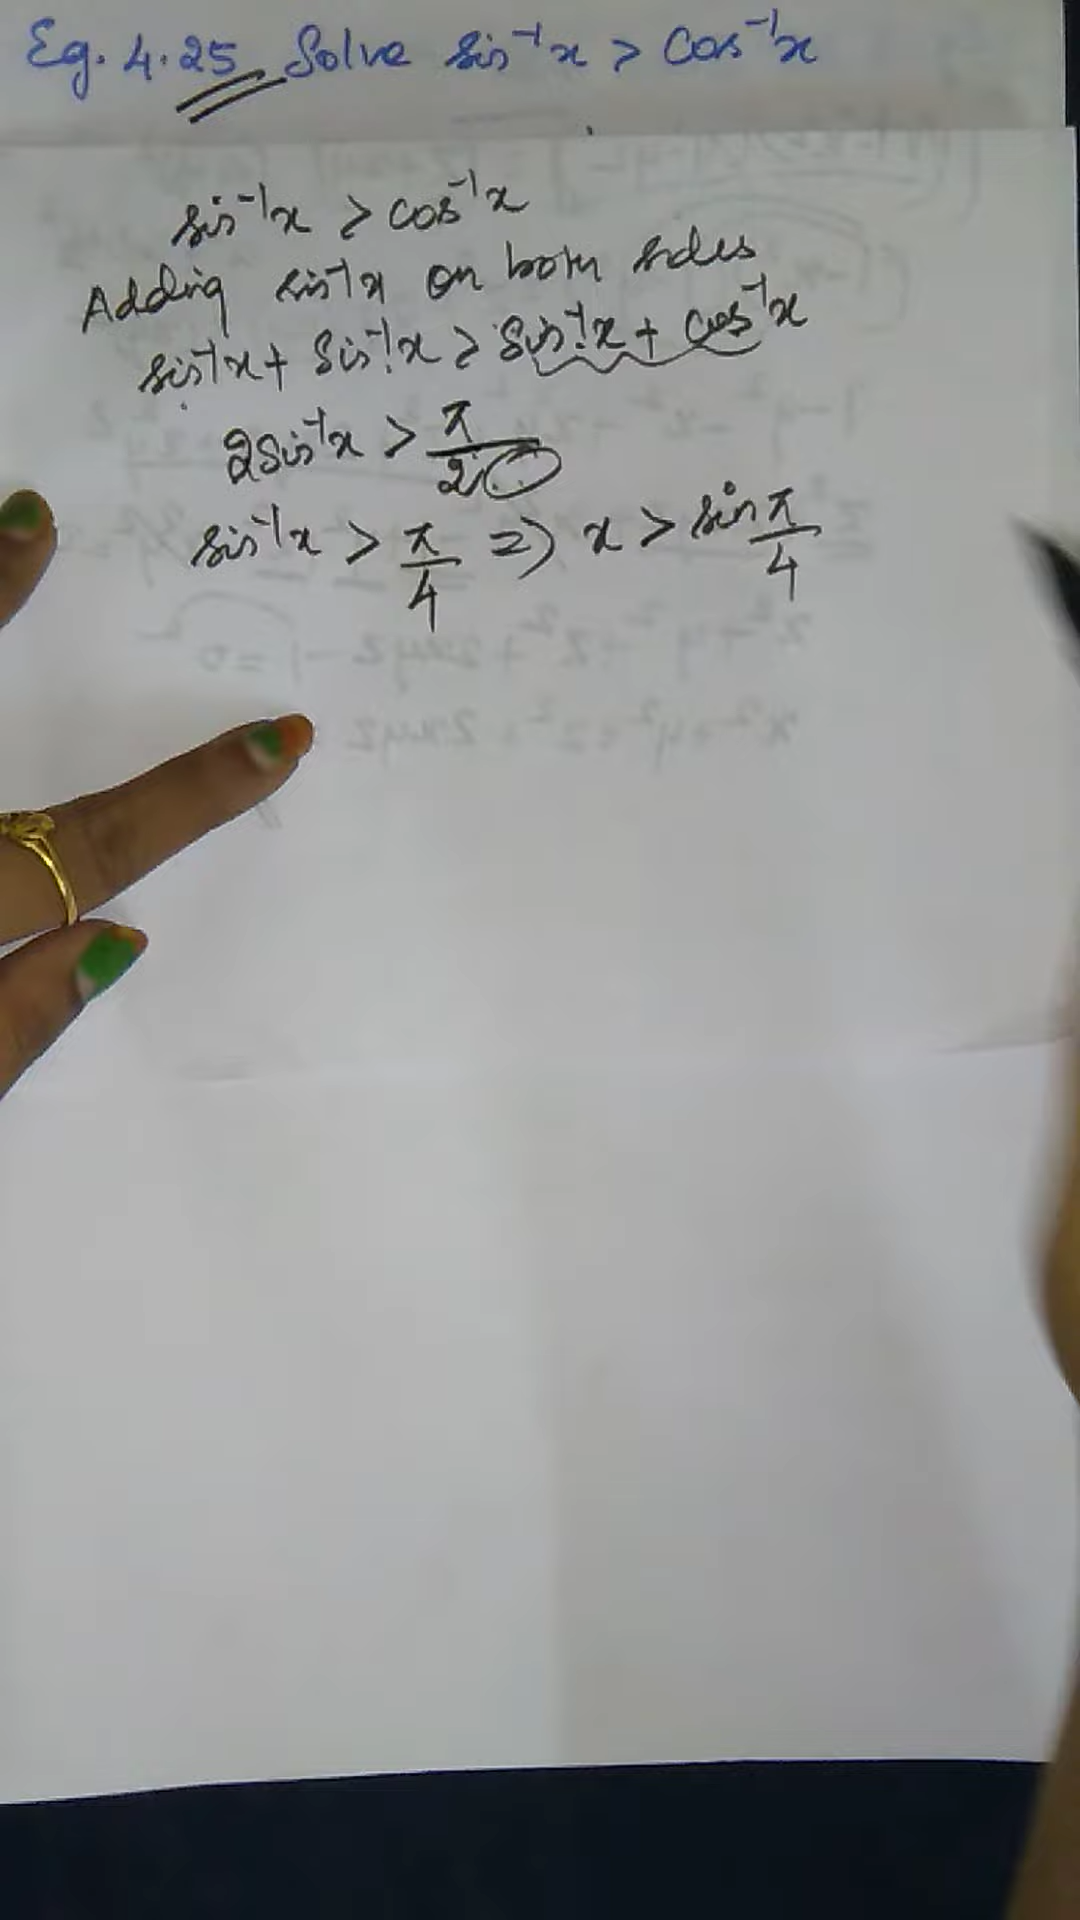 Eg. 4.25 Solve sin⁻¹x > cos⁻¹x
sin⁻¹x > cos⁻¹x
Adding sin⁻¹x on both sides
sin⁻¹x + sin⁻¹x > sin⁻¹x + cos⁻¹x
2sin⁻¹x > π/2
sin⁻¹x > π/4 => x > sin π/4